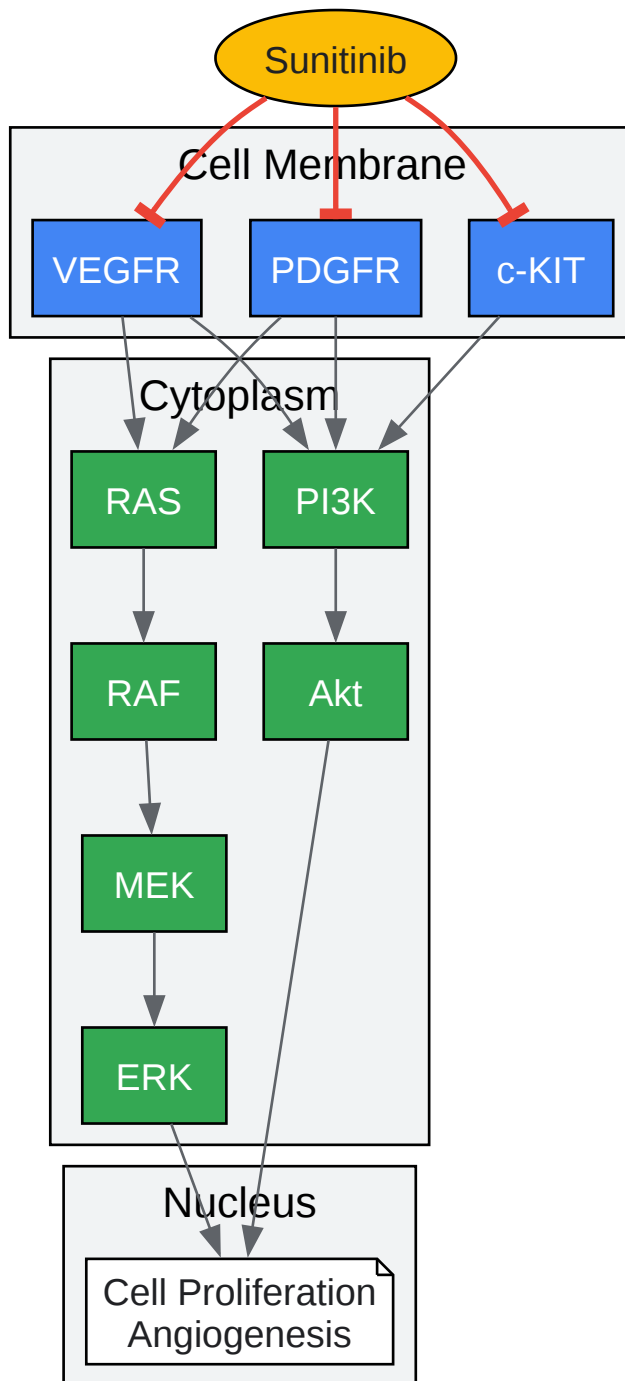 Sunitinib
Cell Membrane
VEGFR
PDGFR
c-KIT
Cytoplasm
RAS
PI3K
RAF
Akt
MEK
ERK
Nucleus
Cell Proliferation
Angiogenesis